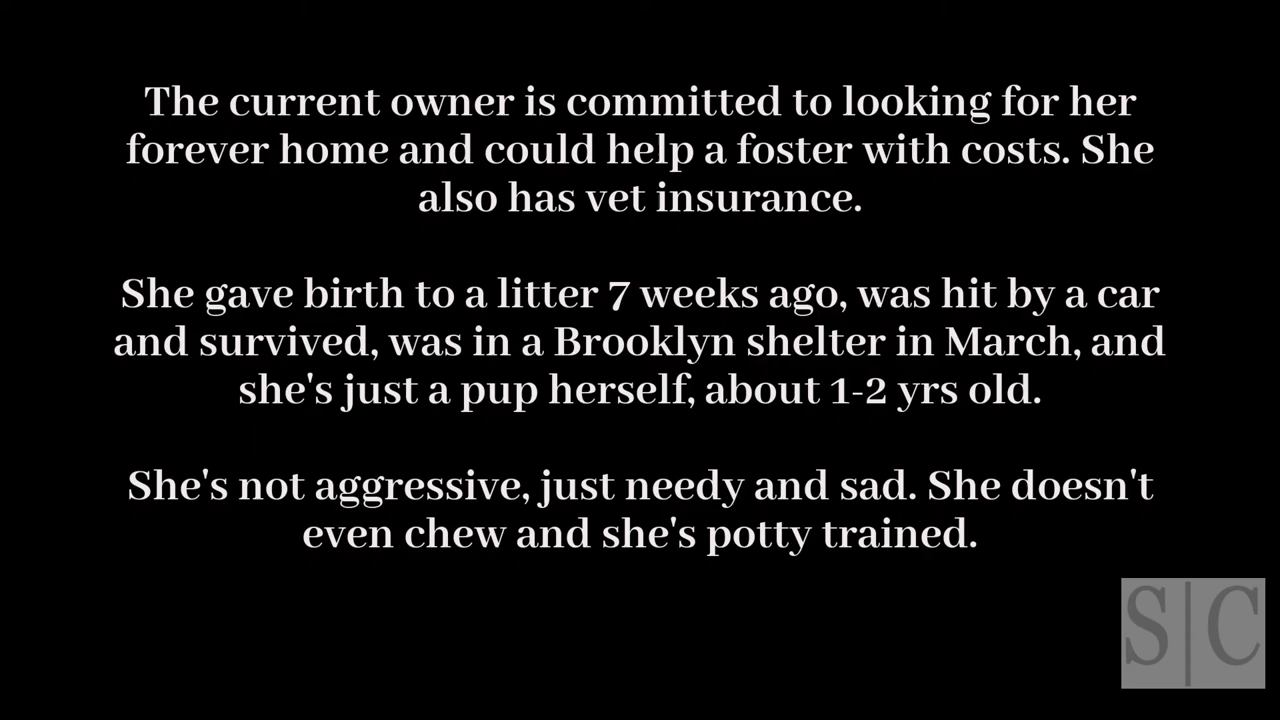 The current owner is committed to looking for her
forever home and could help a foster with costs. She
also has vet insurance.
She gave birth to a litter 7 weeks ago, was hit by a car
and survived, was in a Brooklyn shelter in March, and
she's just a pup herself, about 1-2 yrs old.
She's not aggressive, just needy and sad. She doesn't
even chew and she's potty trained.
S|C